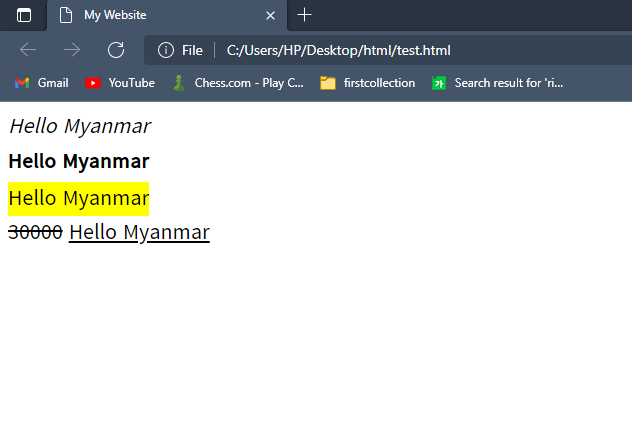 My Website
File C:/Users/HP/Desktop/html/test.html
Gmail YouTube Chess.com - Play C... firstcollection Search result for 'ri...
Hello Myanmar
Hello Myanmar
Hello Myanmar
30000 Hello Myanmar